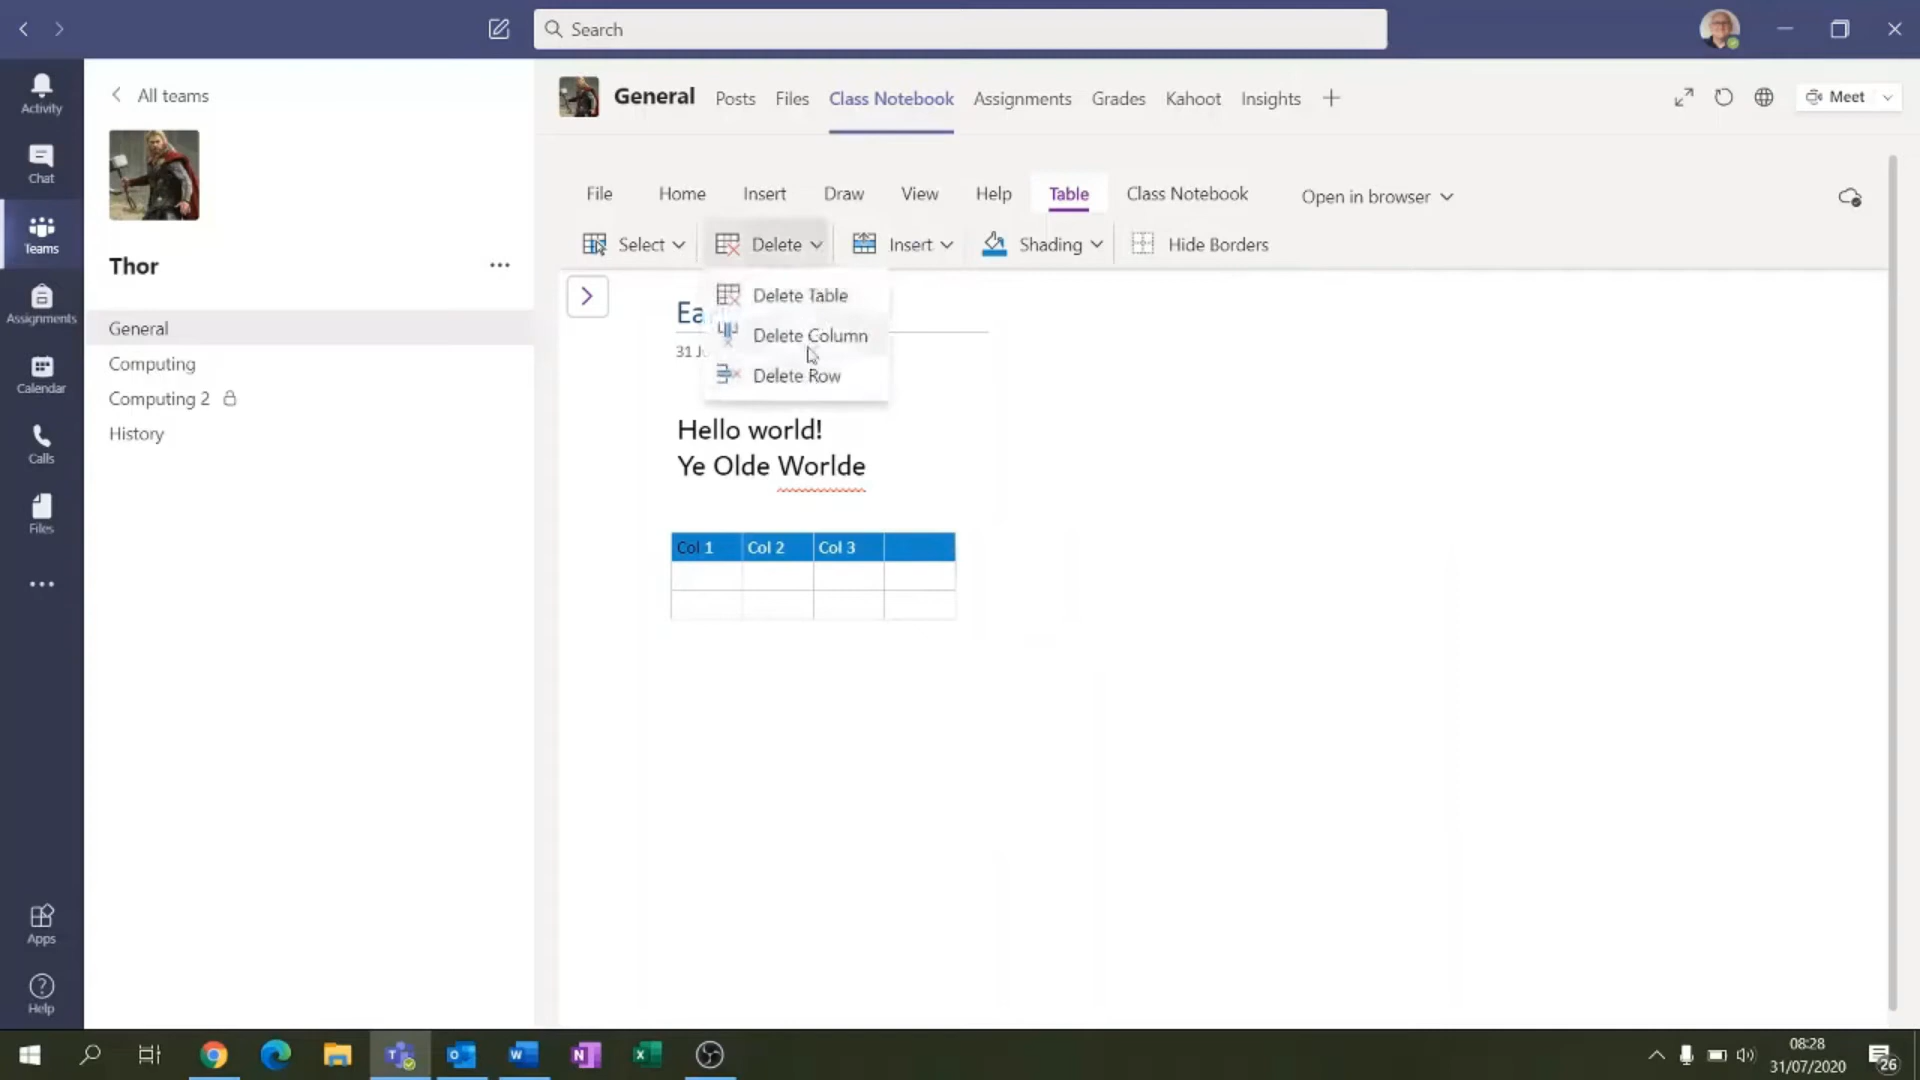 Search
Activity
Chat
Teams
Assignments
Calendar
Calls
Files
Apps
Help
All teams
Thor
General
Computing
Computing 2
History
General Posts Files Class Notebook Assignments Grades Kahoot Insights
Meet
File Home Insert Draw View Help Table Class Notebook Open in browser
Select Delete Insert Shading Hide Borders
Delete Table
Delete Column
Delete Row
31
Hello world!
Ye Olde Worlde
Col 1 Col 2 Col 3
08:28
31/07/2020
26